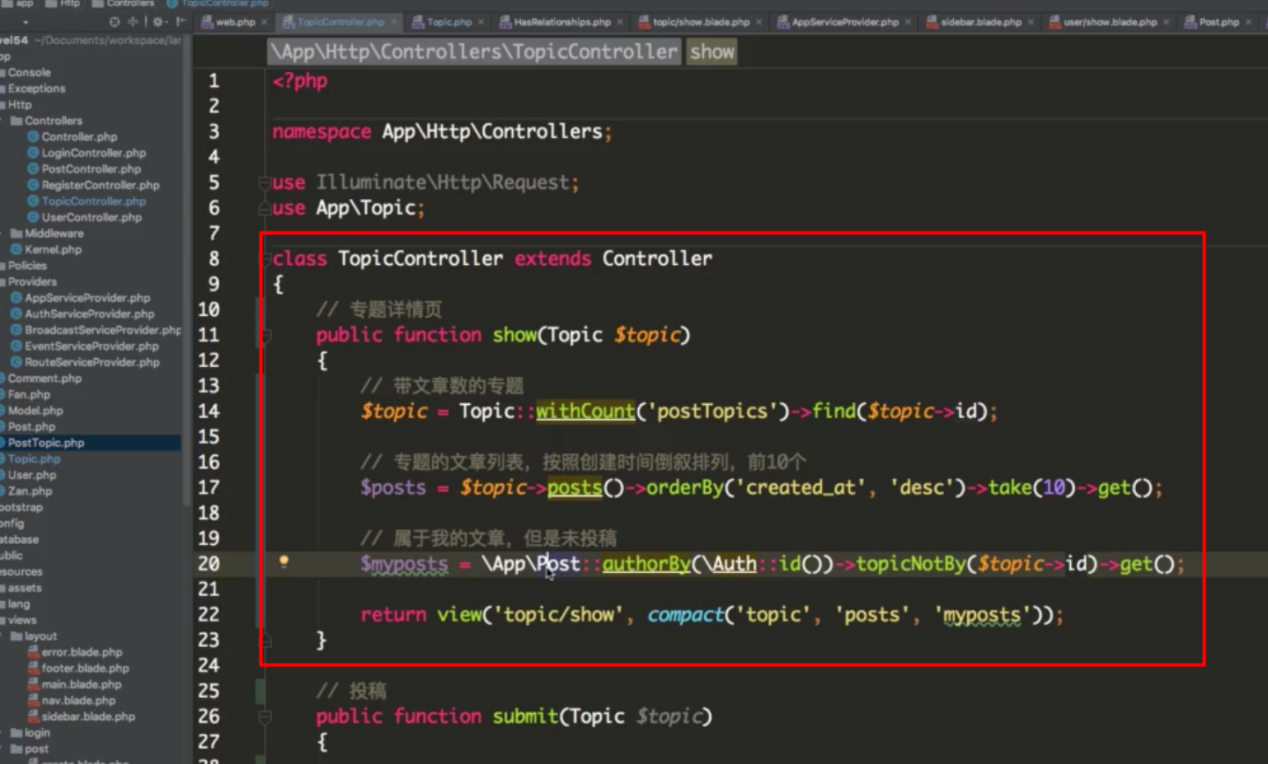 app Http Controllers TopicController.php
web.php TopicController.php Topic.php HasRelationships.php topic/show.blade.php AppServiceProvider.php sidebar.blade.php user/show.blade.php Post.php
~/Documents/workspace/lar
Console
Exceptions
Http
Controllers
Controller.php
LoginController.php
PostController.php
RegisterController.php
TopicController.php
UserController.php
Middleware
Kernel.php
Policies
Providers
AppServiceProvider.php
AuthServiceProvider.php
BroadcastServiceProvider.php
EventServiceProvider.php
RouteServiceProvider.php
Comment.php
Fan.php
Model.php
Post.php
PostTopic.php
Topic.php
User.php
Zan.php
assets
lang
views
layout
error.blade.php
footer.blade.php
main.blade.php
nav.blade.php
sidebar.blade.php
login
post
\App\Http\Controllers\TopicController show
1 <?php
2
3 namespace App\Http\Controllers;
4
5 use Illuminate\Http\Request;
6 use App\Topic;
7
8 class TopicController extends Controller
9 {
10 // 专题详情页
11 public function show(Topic $topic)
12 {
13 // 带文章数的专题
14 $topic = Topic::withCount('postTopics')->find($topic->id);
15
16 // 专题的文章列表，按照创建时间倒叙排列，前10个
17 $posts = $topic->posts()->orderBy('created_at', 'desc')->take(10)->get();
18
19 // 属于我的文章，但是未投稿
20 $myposts = \App\Post::authorBy(\Auth::id())->topicNotBy($topic->id)->get();
21
22 return view('topic/show', compact('topic', 'posts', 'myposts'));
23 }
24
25 // 投稿
26 public function submit(Topic $topic)
27 {